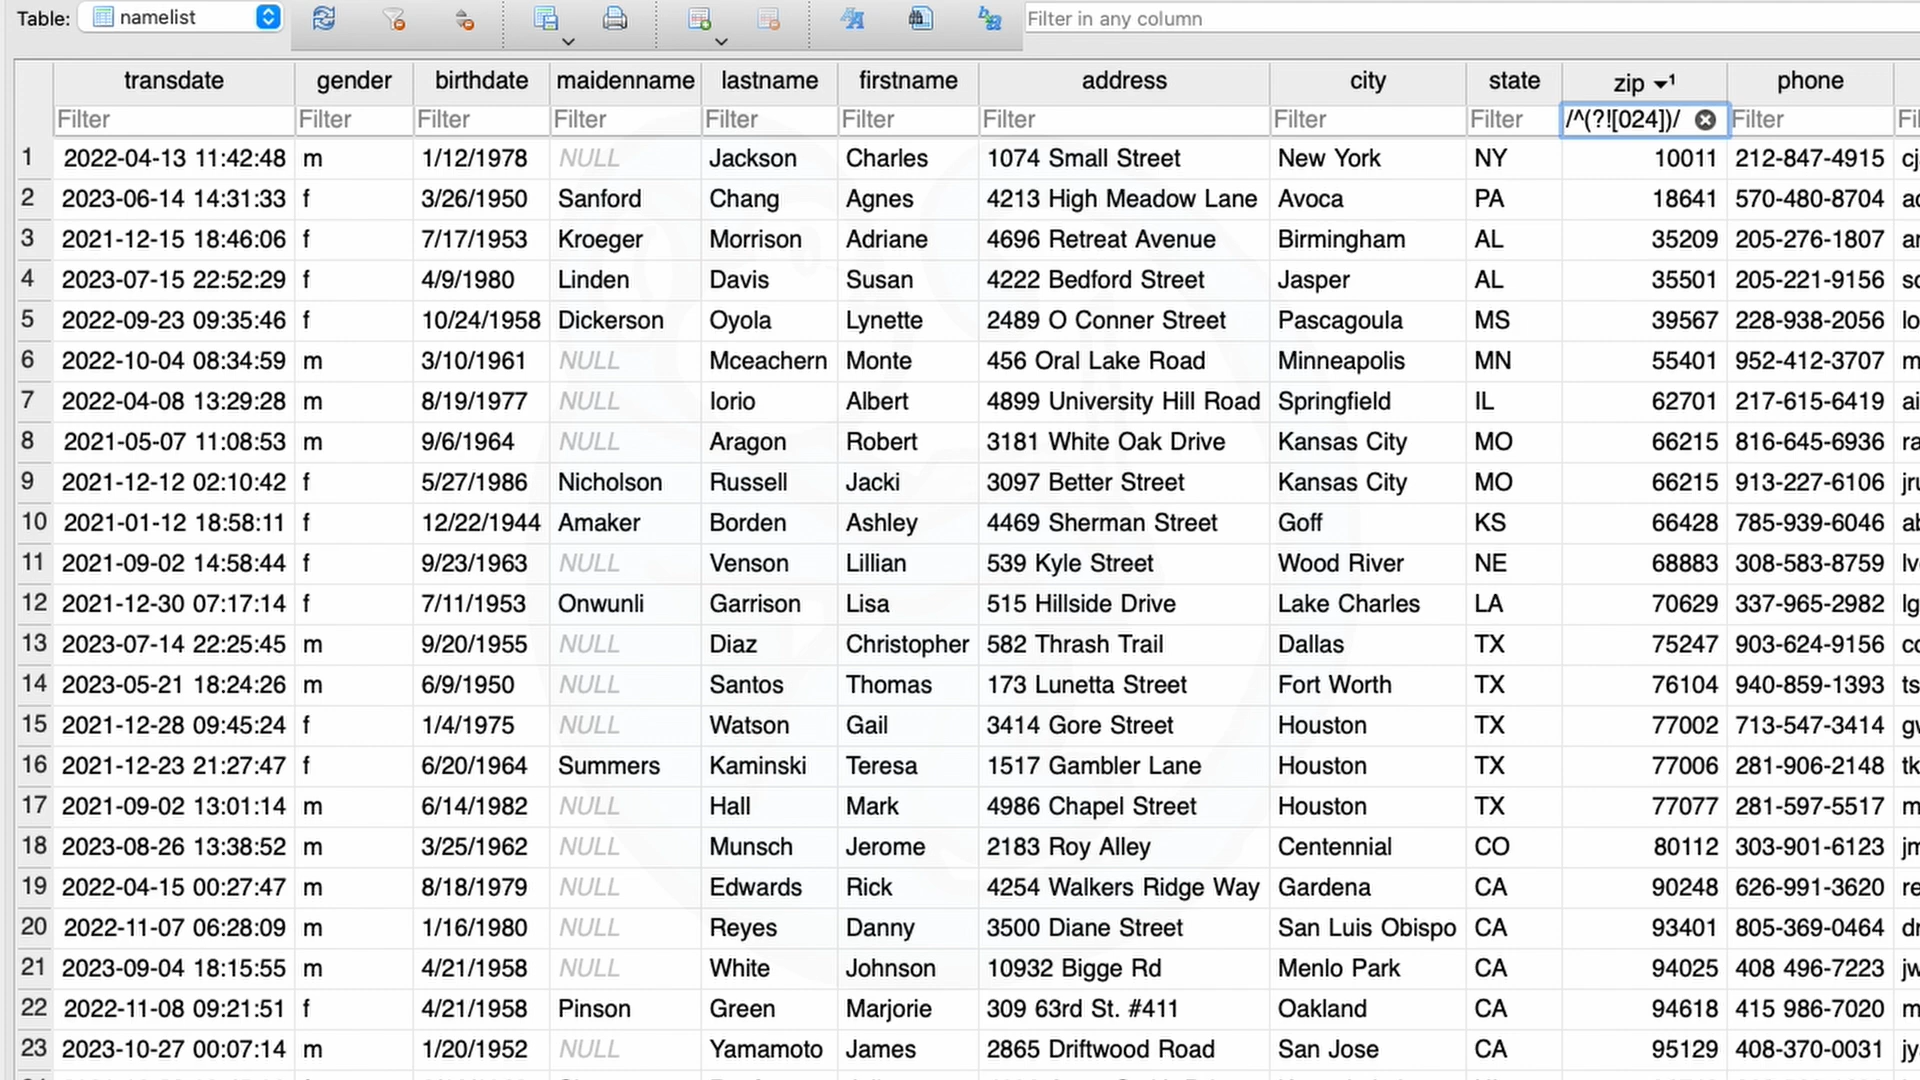 Table: namelist Filter in any column
transdate gender birthdate maidenname lastname firstname address city state zip 1 phone
Filter Filter Filter Filter Filter Filter Filter Filter Filter /^(?![024])/ Filter
1 2022-04-13 11:42:48 m 1/12/1978 NULL Jackson Charles 1074 Small Street New York NY 10011 212-847-4915
2 2023-06-14 14:31:33 f 3/26/1950 Sanford Chang Agnes 4213 High Meadow Lane Avoca PA 18641 570-480-8704
3 2021-12-15 18:46:06 f 7/17/1953 Kroeger Morrison Adriane 4696 Retreat Avenue Birmingham AL 35209 205-276-1807
4 2023-07-15 22:52:29 f 4/9/1980 Linden Davis Susan 4222 Bedford Street Jasper AL 35501 205-221-9156
5 2022-09-23 09:35:46 f 10/24/1958 Dickerson Oyola Lynette 2489 O Conner Street Pascagoula MS 39567 228-938-2056
6 2022-10-04 08:34:59 m 3/10/1961 NULL Mceachern Monte 456 Oral Lake Road Minneapolis MN 55401 952-412-3707
7 2022-04-08 13:29:28 m 8/19/1977 NULL Iorio Albert 4899 University Hill Road Springfield IL 62701 217-615-6419
8 2021-05-07 11:08:53 m 9/6/1964 NULL Aragon Robert 3181 White Oak Drive Kansas City MO 66215 816-645-6936
9 2021-12-12 02:10:42 f 5/27/1986 Nicholson Russell Jacki 3097 Better Street Kansas City MO 66215 913-227-6106
10 2021-01-12 18:58:11 f 12/22/1944 Amaker Borden Ashley 4469 Sherman Street Goff KS 66428 785-939-6046
11 2021-09-02 14:58:44 f 9/23/1963 NULL Venson Lillian 539 Kyle Street Wood River NE 68883 308-583-8759
12 2021-12-30 07:17:14 f 7/11/1953 Onwunli Garrison Lisa 515 Hillside Drive Lake Charles LA 70629 337-965-2982
13 2023-07-14 22:25:45 m 9/20/1955 NULL Diaz Christopher 582 Thrash Trail Dallas TX 75247 903-624-9156
14 2023-05-21 18:24:26 m 6/9/1950 NULL Santos Thomas 173 Lunetta Street Fort Worth TX 76104 940-859-1393
15 2021-12-28 09:45:24 f 1/4/1975 NULL Watson Gail 3414 Gore Street Houston TX 77002 713-547-3414
16 2021-12-23 21:27:47 f 6/20/1964 Summers Kaminski Teresa 1517 Gambler Lane Houston TX 77006 281-906-2148
17 2021-09-02 13:01:14 m 6/14/1982 NULL Hall Mark 4986 Chapel Street Houston TX 77077 281-597-5517
18 2023-08-26 13:38:52 m 3/25/1962 NULL Munsch Jerome 2183 Roy Alley Centennial CO 80112 303-901-6123
19 2022-04-15 00:27:47 m 8/18/1979 NULL Edwards Rick 4254 Walkers Ridge Way Gardena CA 90248 626-991-3620
20 2022-11-07 06:28:09 m 1/16/1980 NULL Reyes Danny 3500 Diane Street San Luis Obispo CA 93401 805-369-0464
21 2023-09-04 18:15:55 m 4/21/1958 NULL White Johnson 10932 Bigge Rd Menlo Park CA 94025 408 496-7223
22 2022-11-08 09:21:51 f 4/21/1958 Pinson Green Marjorie 309 63rd St. #411 Oakland CA 94618 415 986-7020
23 2023-10-27 00:07:14 m 1/20/1952 NULL Yamamoto James 2865 Driftwood Road San Jose CA 95129 408-370-0031